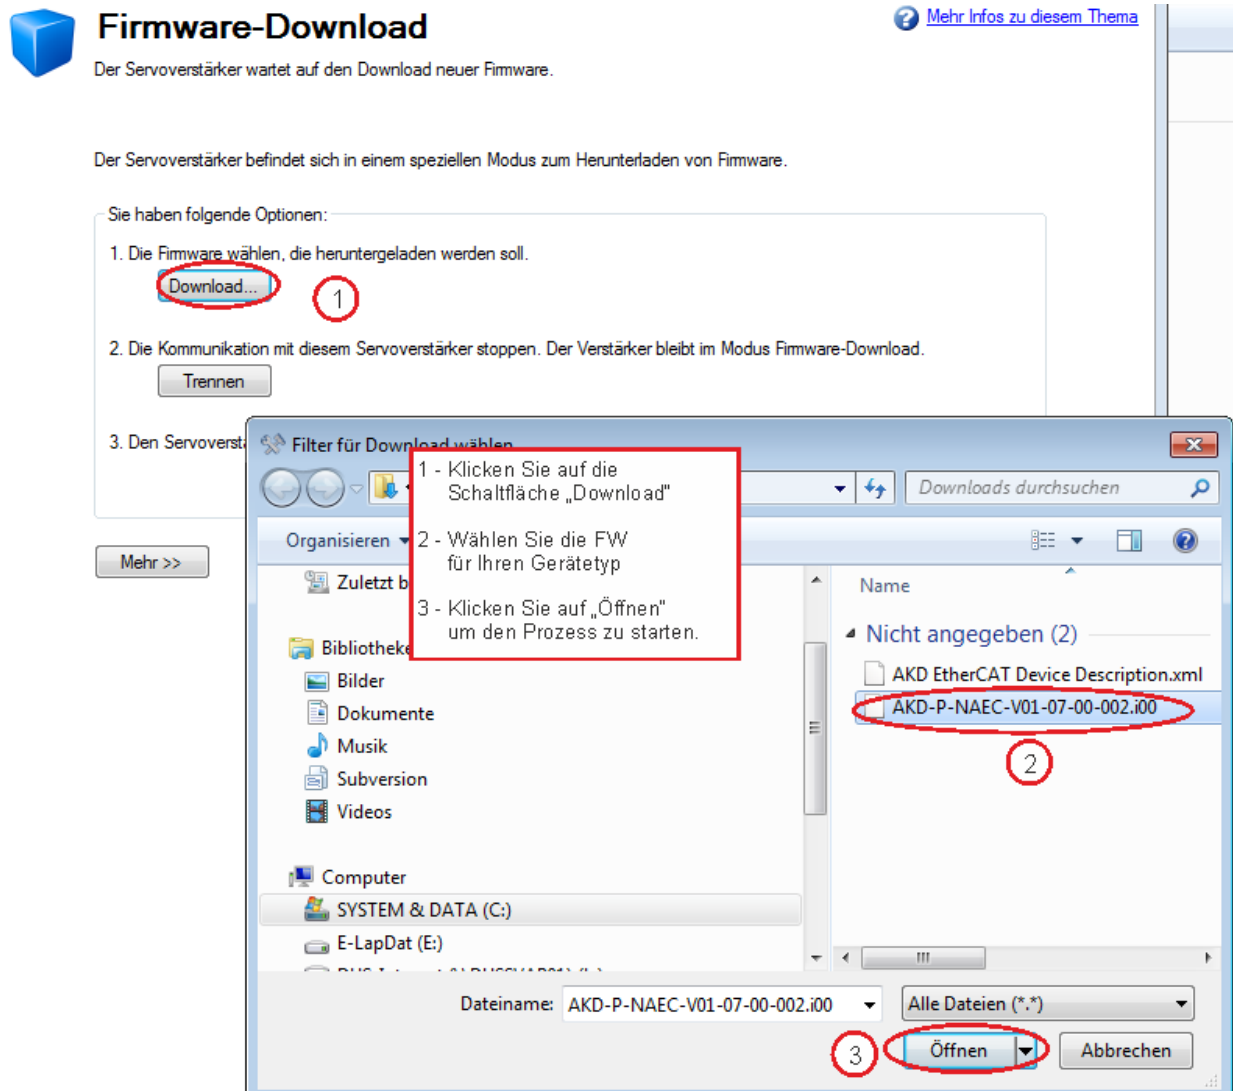 Firmware-Download
Mehr Infos zu diesem Thema
Der Servoverstärker wartet auf den Download neuer Firmware.
Der Servoverstärker befindet sich in einem speziellen Modus zum Herunterladen von Firmware.
Sie haben folgende Optionen:
1. Die Firmware wählen, die heruntergeladen werden soll.
Download...
1
2. Die Kommunikation mit diesem Servoverstärker stoppen. Der Verstärker bleibt im Modus Firmware-Download.
Trennen
3. Den
Mehr >>
Filter für Download wählen
1 - Klicken Sie auf die
Schaltfläche „Download"
2 - Wählen Sie die FW
für Ihren Gerätetyp
3 - Klicken Sie auf „Öffnen"
um den Prozess zu starten.
Downloads durchsuchen
Organisieren
Zuletzt
Bibliotheke
Bilder
Dokumente
Musik
Subversion
Videos
Computer
SYSTEM & DATA (C:)
E-LapDat (E:)
Name
Nicht angegeben (2)
AKD EtherCAT Device Description.xml
AKD-P-NAEC-V01-07-00-002.i00
2
Dateiname: AKD-P-NAEC-V01-07-00-002.i00
Alle Dateien (*.*)
3
Öffnen
Abbrechen